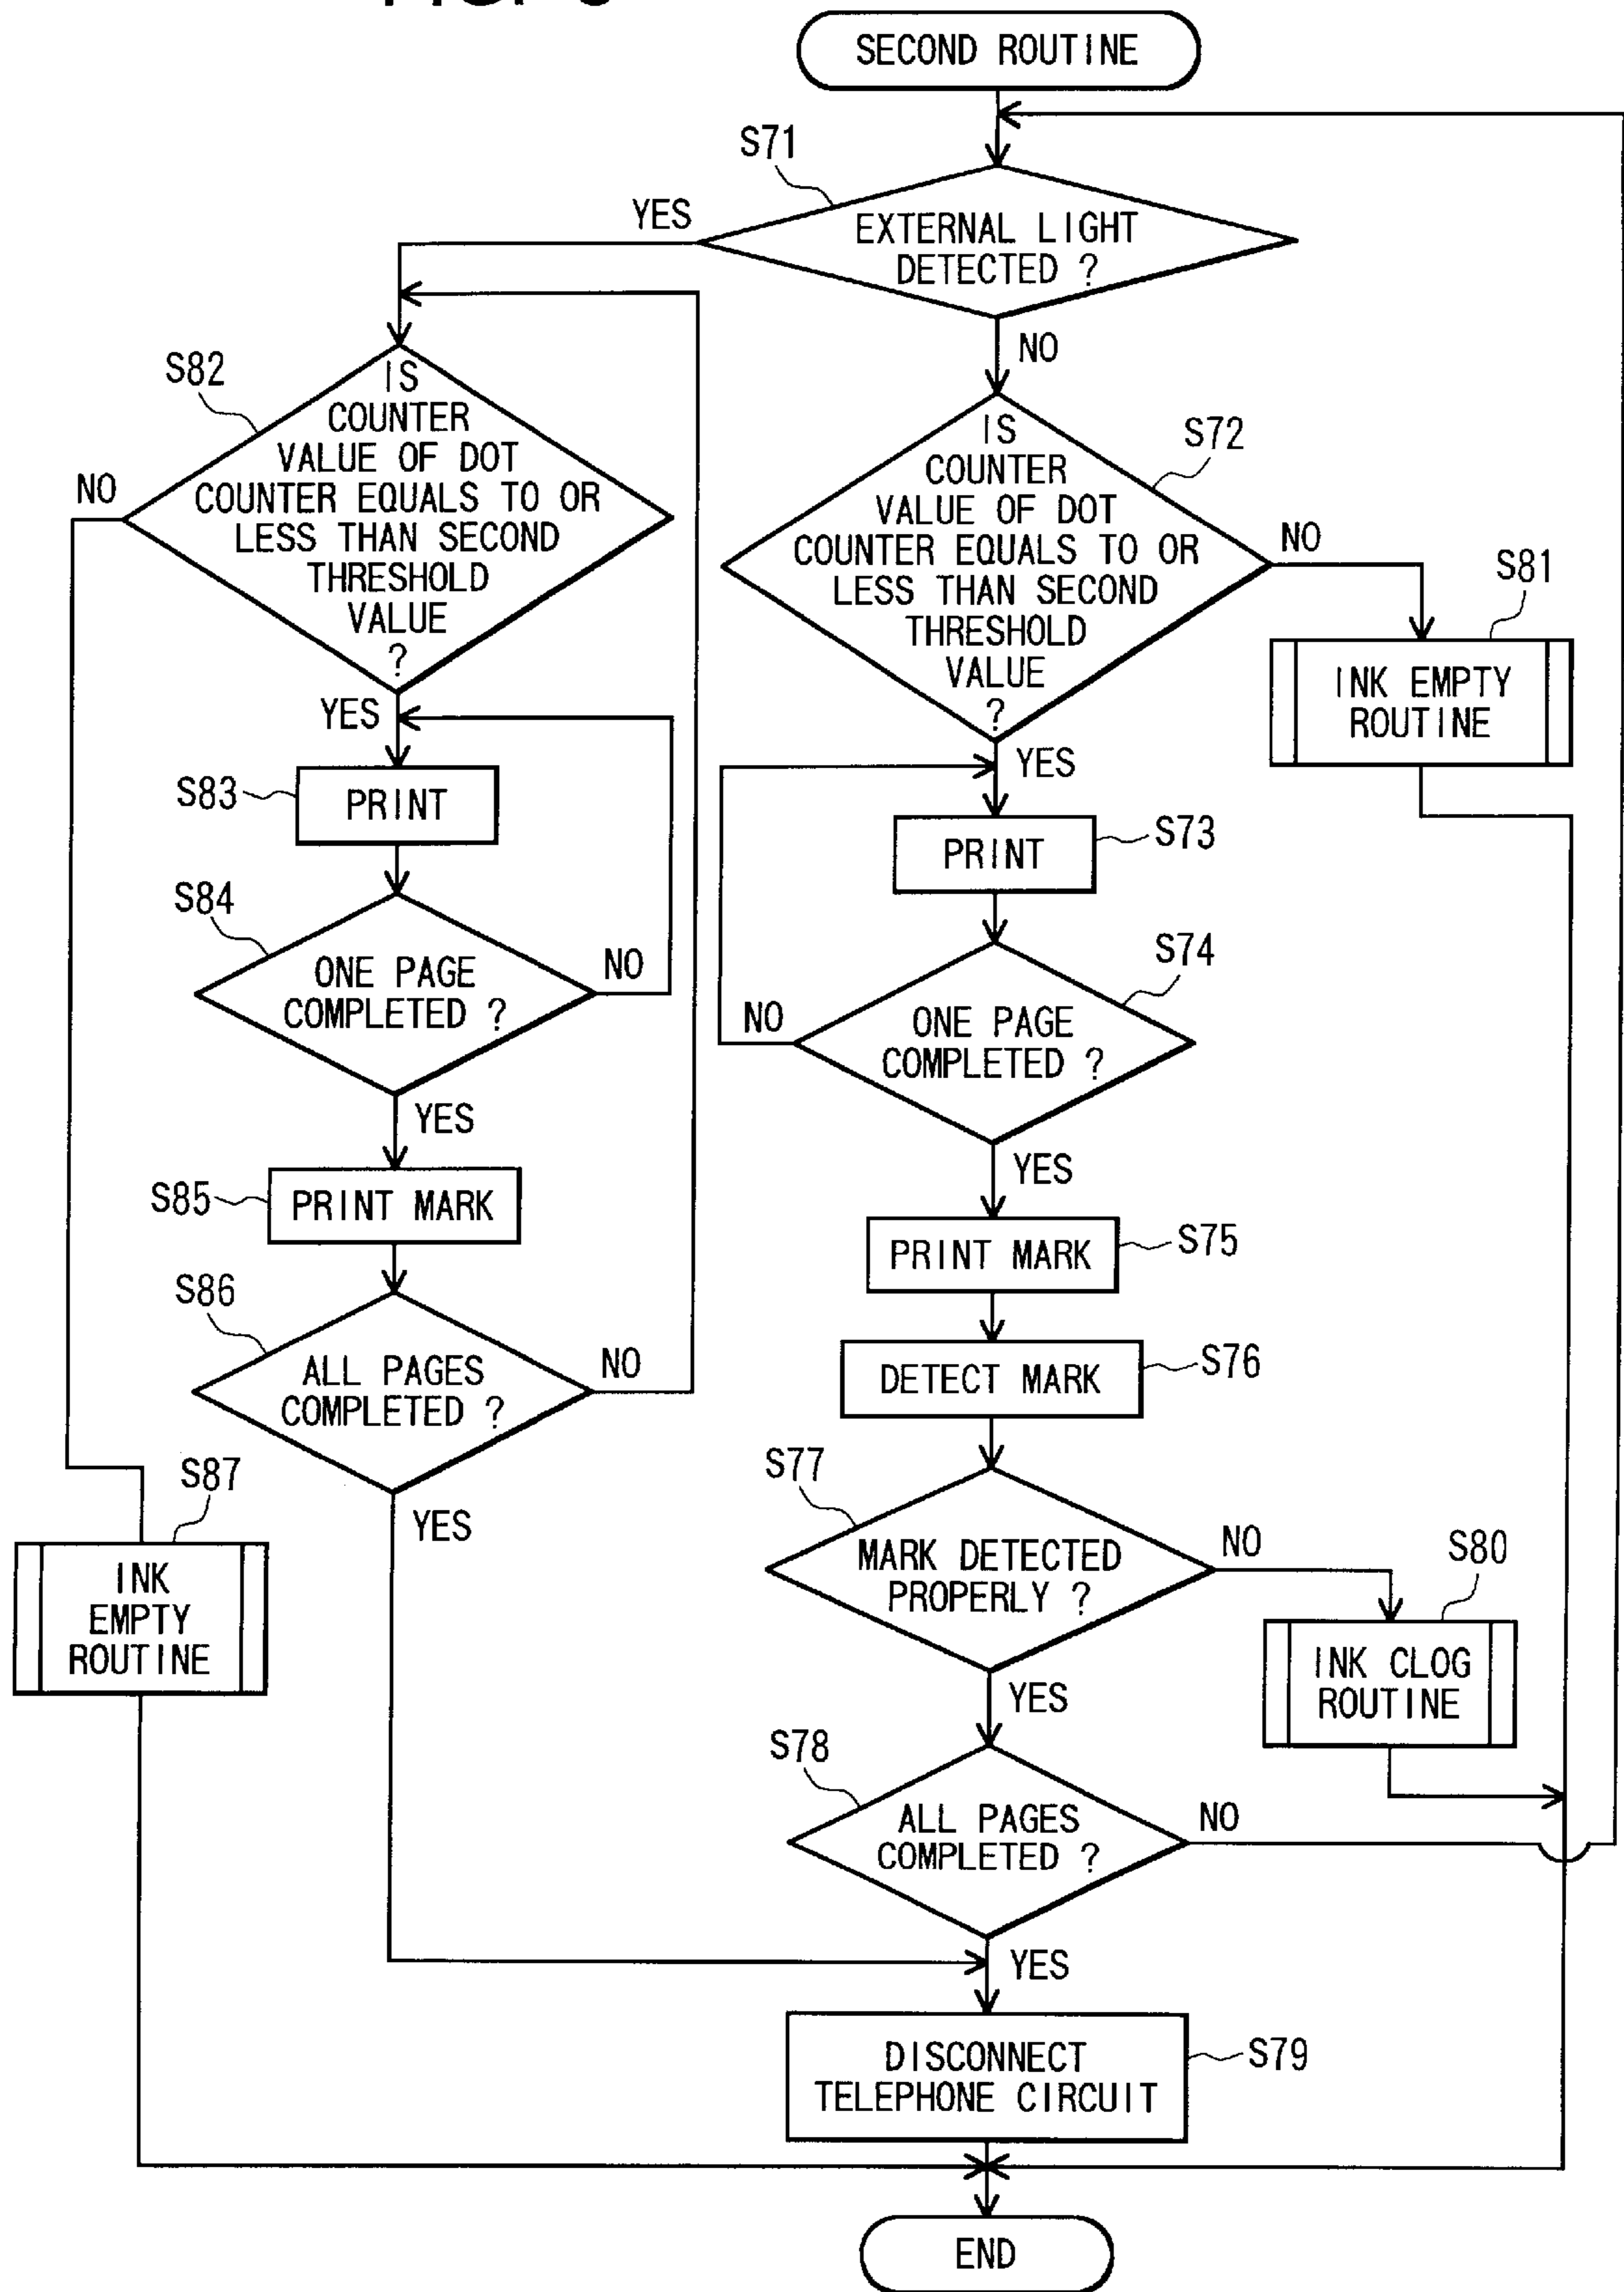 SECOND ROUTINE
S71
YES
EXTERNAL LIGHT
DETECTED ?
NO
S82
IS
COUNTER
VALUE OF DOT
COUNTER EQUALS TO OR
LESS THAN SECOND
THRESHOLD
VALUE
?
NO
YES
S72
IS
COUNTER
VALUE OF DOT
COUNTER EQUALS TO OR
LESS THAN SECOND
THRESHOLD
VALUE
?
NO
YES
S81
INK EMPTY
ROUTINE
S83
PRINT
S73
PRINT
S84
ONE PAGE
COMPLETED ?
NO
YES
S74
ONE PAGE
COMPLETED ?
NO
YES
S85
PRINT MARK
S75
PRINT MARK
S86
ALL PAGES
COMPLETED ?
NO
YES
S76
DETECT MARK
S87
INK
EMPTY
ROUTINE
S77
MARK DETECTED
PROPERLY ?
NO
YES
S80
INK CLOG
ROUTINE
S78
ALL PAGES
COMPLETED ?
NO
YES
DISCONNECT
TELEPHONE CIRCUIT
S79
END